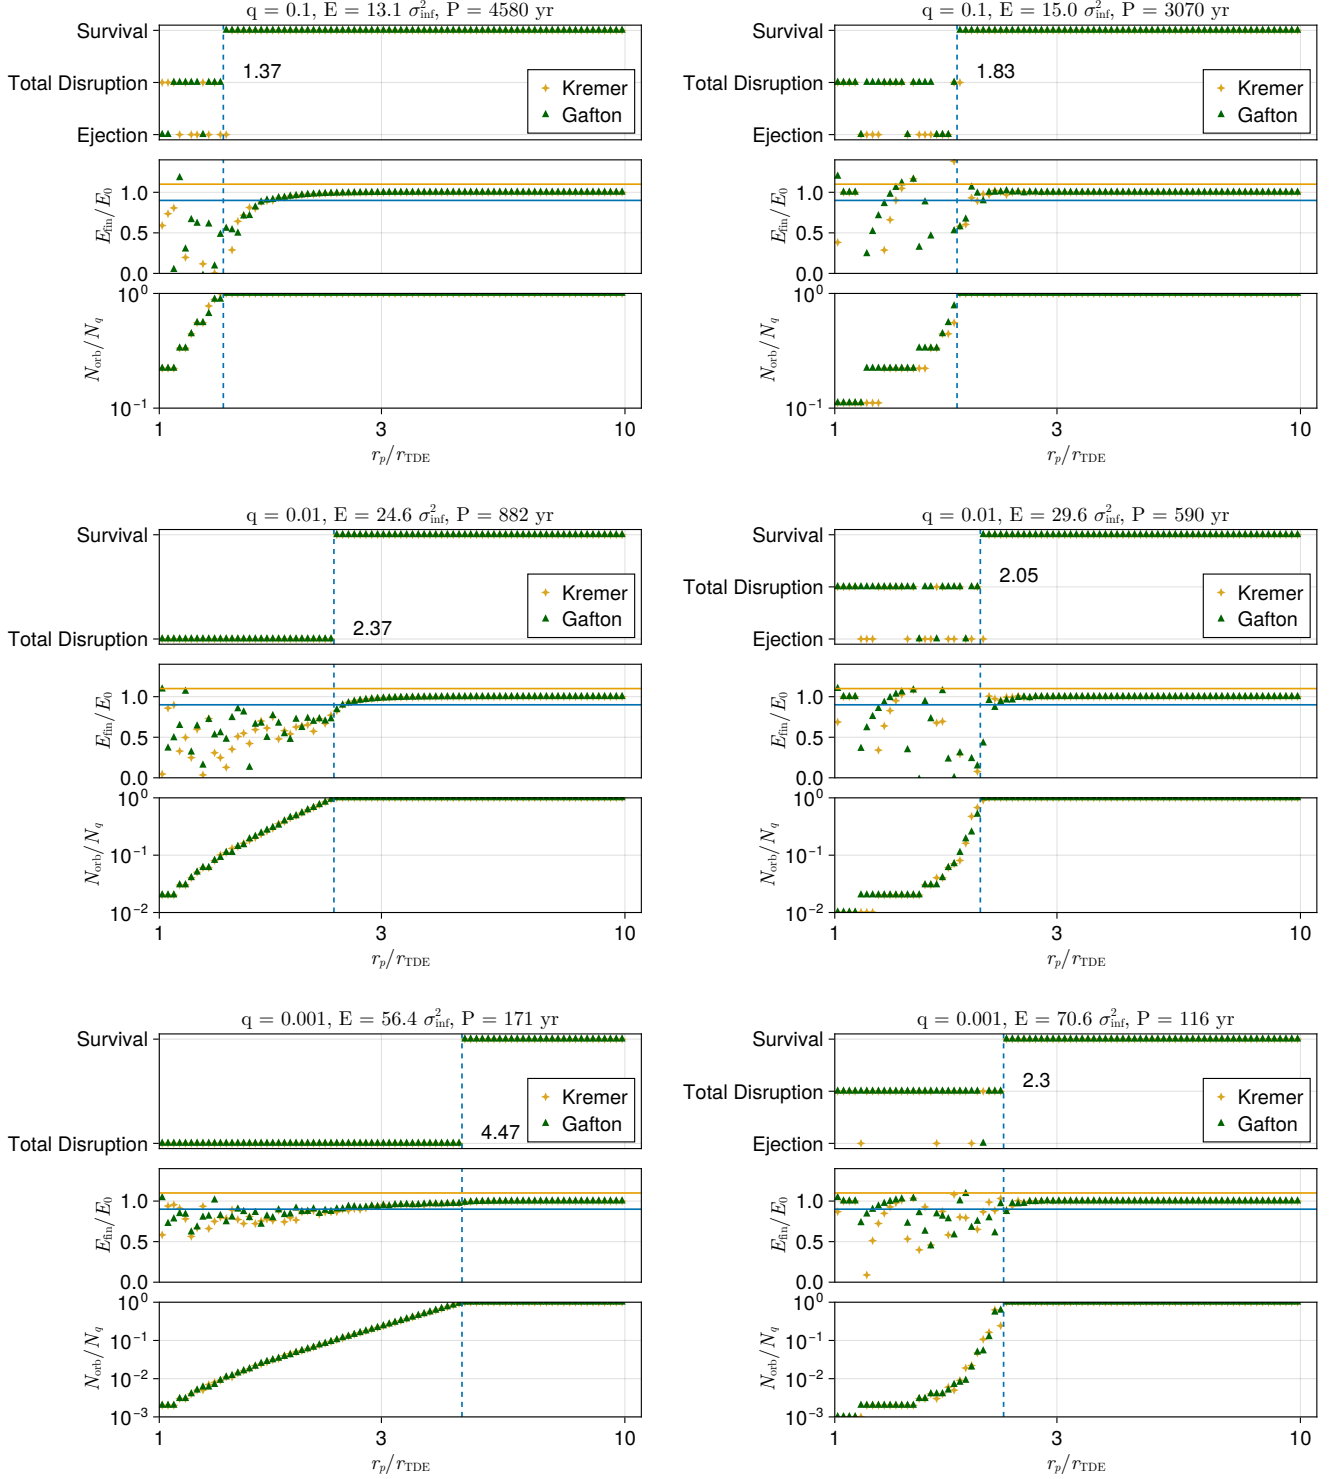 q = 0.1, E = 13.1 σ²_inf, P = 4580 yr
Survival
Total Disruption
Ejection
1.37
Kremer
Gafton
E_fin/E_0
1.0
0.5
0.0
N_orb/N_q
10^0
10^-1
1
3
10
r_p/r_TDE
q = 0.1, E = 15.0 σ²_inf, P = 3070 yr
Survival
Total Disruption
Ejection
1.83
Kremer
Gafton
E_fin/E_0
1.0
0.5
0.0
N_orb/N_q
10^0
10^-1
1
3
10
r_p/r_TDE
q = 0.01, E = 24.6 σ²_inf, P = 882 yr
Survival
Total Disruption
2.37
Kremer
Gafton
E_fin/E_0
1.0
0.5
0.0
N_orb/N_q
10^0
10^-1
10^-2
1
3
10
r_p/r_TDE
q = 0.01, E = 29.6 σ²_inf, P = 590 yr
Survival
Total Disruption
Ejection
2.05
Kremer
Gafton
E_fin/E_0
1.0
0.5
0.0
N_orb/N_q
10^0
10^-1
10^-2
1
3
10
r_p/r_TDE
q = 0.001, E = 56.4 σ²_inf, P = 171 yr
Survival
Total Disruption
4.47
Kremer
Gafton
E_fin/E_0
1.0
0.5
0.0
N_orb/N_q
10^0
10^-1
10^-2
10^-3
1
3
10
r_p/r_TDE
q = 0.001, E = 70.6 σ²_inf, P = 116 yr
Survival
Total Disruption
Ejection
2.3
Kremer
Gafton
E_fin/E_0
1.0
0.5
0.0
N_orb/N_q
10^0
10^-1
10^-2
10^-3
1
3
10
r_p/r_TDE